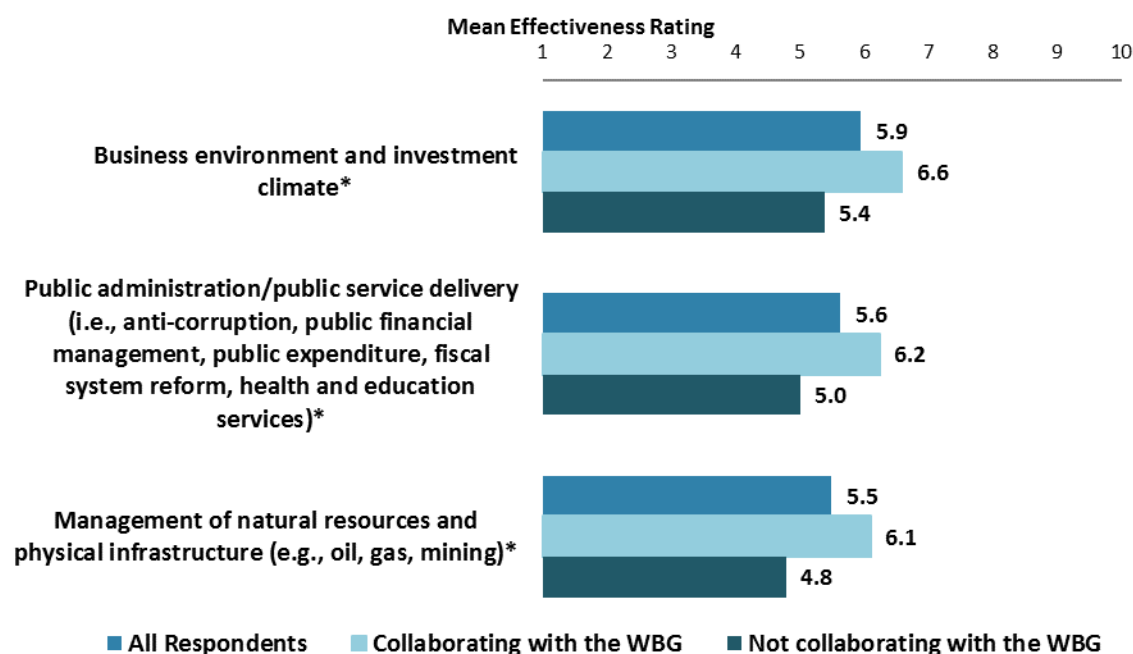 Mean Effectiveness Rating
1 2 3 4 5 6 7 8 9 10
Business environment and investment
climate*
5.9
6.6
5.4
Public administration/public service delivery
(i.e., anti-corruption, public financial
management, public expenditure, fiscal
system reform, health and education
services)*
5.6
6.2
5.0
Management of natural resources and
physical infrastructure (e.g., oil, gas, mining)*
5.5
6.1
4.8
All Respondents Collaborating with the WBG Not collaborating with the WBG